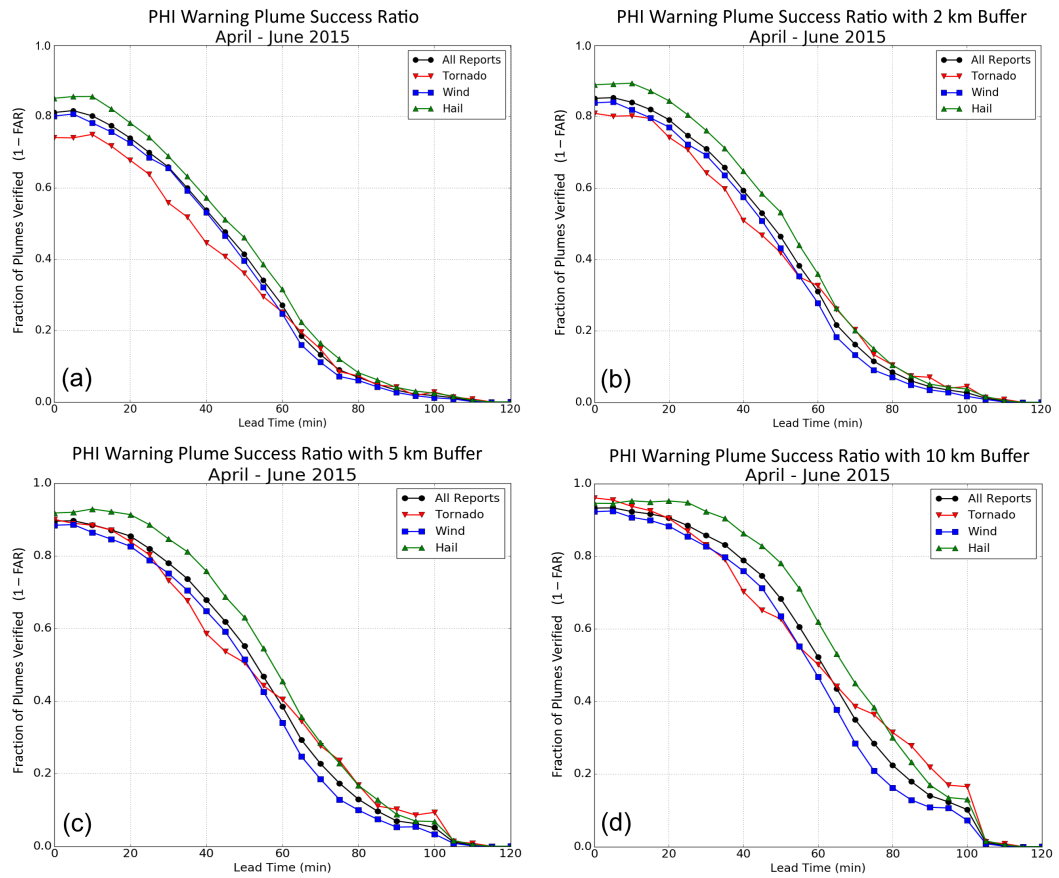 PHI Warning Plume Success Ratio
April - June 2015
1.0
0.8
0.6
0.4
0.2
0.0
Fraction of Plumes Verified (1 − FAR)
All Reports
Tornado
Wind
Hail
(a)
0 20 40 60 80 100 120
Lead Time (min)
PHI Warning Plume Success Ratio with 2 km Buffer
April - June 2015
1.0
0.8
0.6
0.4
0.2
0.0
Fraction of Plumes Verified (1 − FAR)
All Reports
Tornado
Wind
Hail
(b)
0 20 40 60 80 100 120
Lead Time (min)
PHI Warning Plume Success Ratio with 5 km Buffer
April - June 2015
1.0
0.8
0.6
0.4
0.2
0.0
Fraction of Plumes Verified (1 − FAR)
All Reports
Tornado
Wind
Hail
(c)
0 20 40 60 80 100 120
Lead Time (min)
PHI Warning Plume Success Ratio with 10 km Buffer
April - June 2015
1.0
0.8
0.6
0.4
0.2
0.0
Fraction of Plumes Verified (1 − FAR)
All Reports
Tornado
Wind
Hail
(d)
0 20 40 60 80 100 120
Lead Time (min)